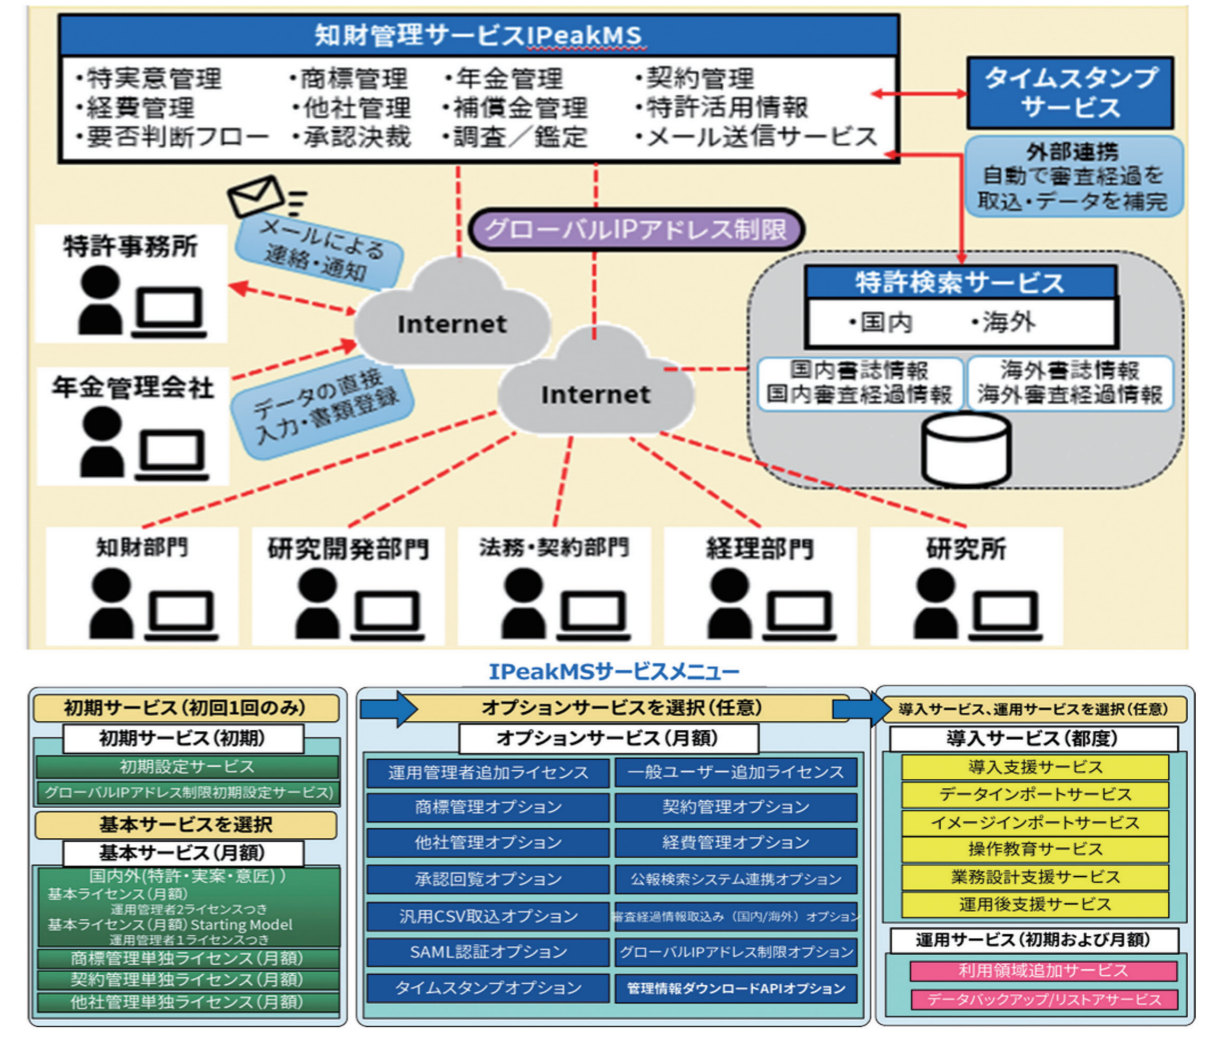 知財管理サービスIPeakMS
・特実意管理
・商標管理
・年金管理
・契約管理
・経費管理
・他社管理
・補償金管理
・特許活用情報
・要否判断フロー
・承認決裁
・調査／鑑定
・メール送信サービス
タイムスタンプ
サービス
外部連携
自動で審査経過を
取込・データを補完
グローバルIPアドレス制限
メールによる
連絡・通知
特許事務所
Internet
特許検索サービス
・国内
・海外
国内書誌情報
国内審査経過情報
海外書誌情報
海外審査経過情報
年金管理会社
データの直接
入力・書類登録
Internet
知財部門
研究開発部門
法務・契約部門
経理部門
研究所
IPeakMSサービスメニュー
初期サービス（初回1回のみ）
初期サービス（初期）
初期設定サービス
グローバルIPアドレス制限初期設定サービス)
基本サービスを選択
基本サービス（月額）
国内外(特許・実案・意匠)）
基本ライセンス（月額）
運用管理者2ライセンスつき
基本ライセンス（月額）Starting Model
運用管理者1ライセンスつき
商標管理単独ライセンス（月額）
契約管理単独ライセンス（月額）
他社管理単独ライセンス（月額）
オプションサービスを選択（任意）
オプションサービス（月額）
運用管理者追加ライセンス
一般ユーザー追加ライセンス
商標管理オプション
契約管理オプション
他社管理オプション
経費管理オプション
承認回覧オプション
公報検索システム連携オプション
汎用CSV取込オプション
審査経過情報取込み（国内/海外）オプション
SAML認証オプション
グローバルIPアドレス制限オプション
タイムスタンプオプション
管理情報ダウンロードAPIオプション
導入サービス、運用サービスを選択（任意）
導入サービス（都度）
導入支援サービス
データインポートサービス
イメージインポートサービス
操作教育サービス
業務設計支援サービス
運用後支援サービス
運用サービス（初期および月額）
利用領域追加サービス
データバックアップ/リストアサービス